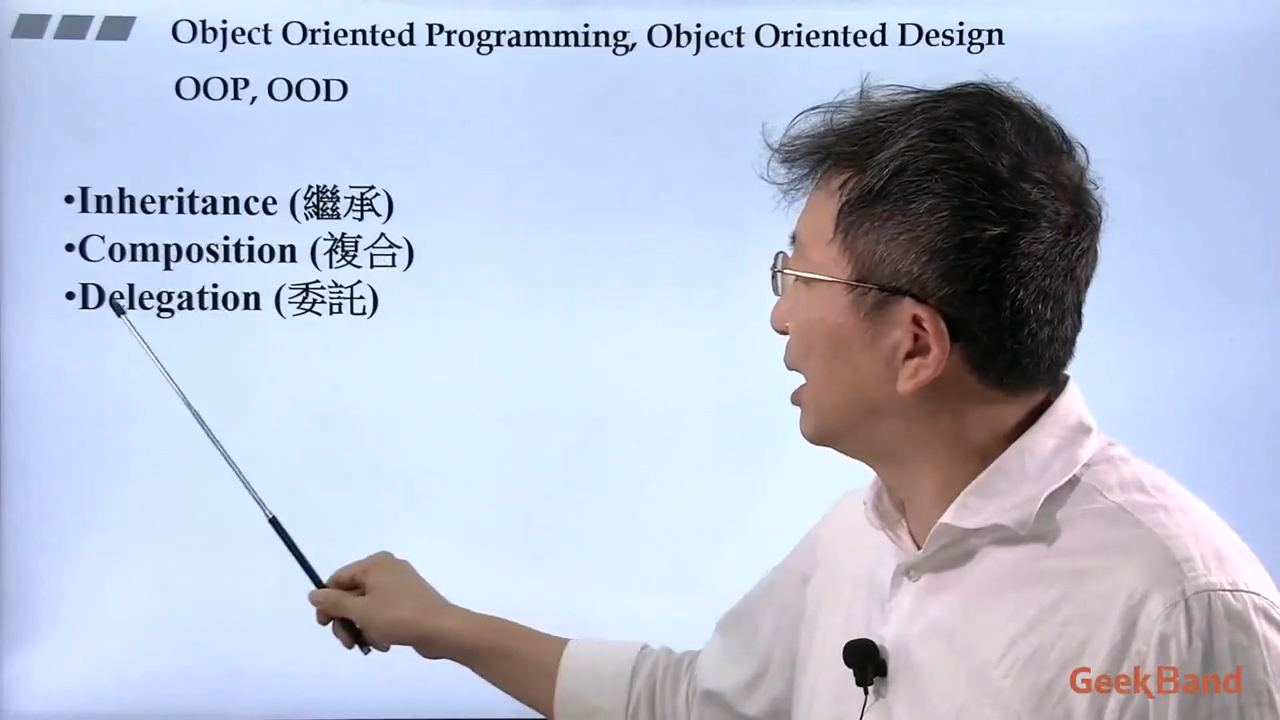 Object Oriented Programming, Object Oriented Design
OOP, OOD
•Inheritance (繼承)
•Composition (複合)
•Delegation (委託)
GeekBand